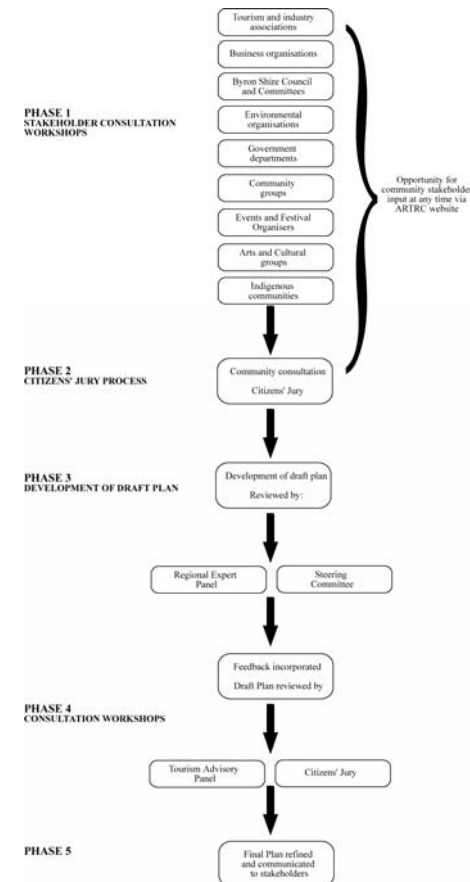 Tourism and industry
associations
Business organisations
Byron Shire Council
and Committees
PHASE 1
STAKEHOLDER CONSULTATION
WORKSHOPS
Environmental
organisations
Government
departments
Community
groups
Events and Festival
Organisers
Arts and Cultural
groups
Indigenous
communities
Opportunity for
community stakeholder
input at any time via
ARTRC website
PHASE 2
CITIZENS' JURY PROCESS
Community consultation
Citizens' Jury
PHASE 3
DEVELOPMENT OF DRAFT PLAN
Development of draft plan
Reviewed by:
Regional Expert
Panel
Steering
Committee
Feedback incorporated
Draft Plan reviewed by
PHASE 4
CONSULTATION WORKSHOPS
Tourism Advisory
Panel
Citizens' Jury
PHASE 5
Final Plan refined
and communicated
to stakeholders